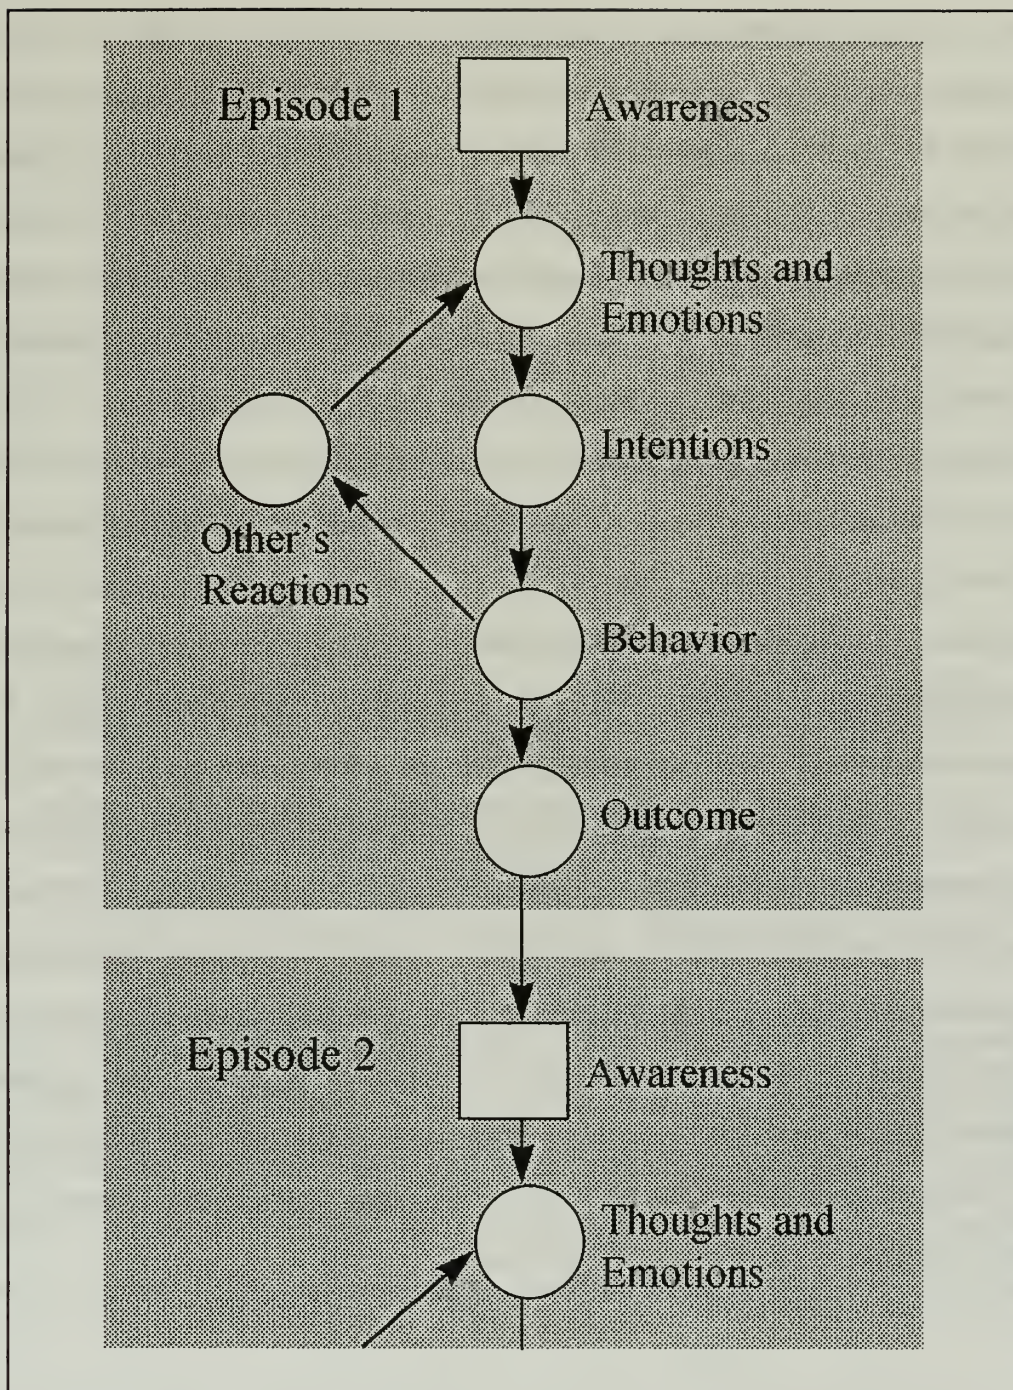 Episode 1
Awareness
Thoughts and
Emotions
Intentions
Other's
Reactions
Behavior
Outcome
Episode 2
Awareness
Thoughts and
Emotions